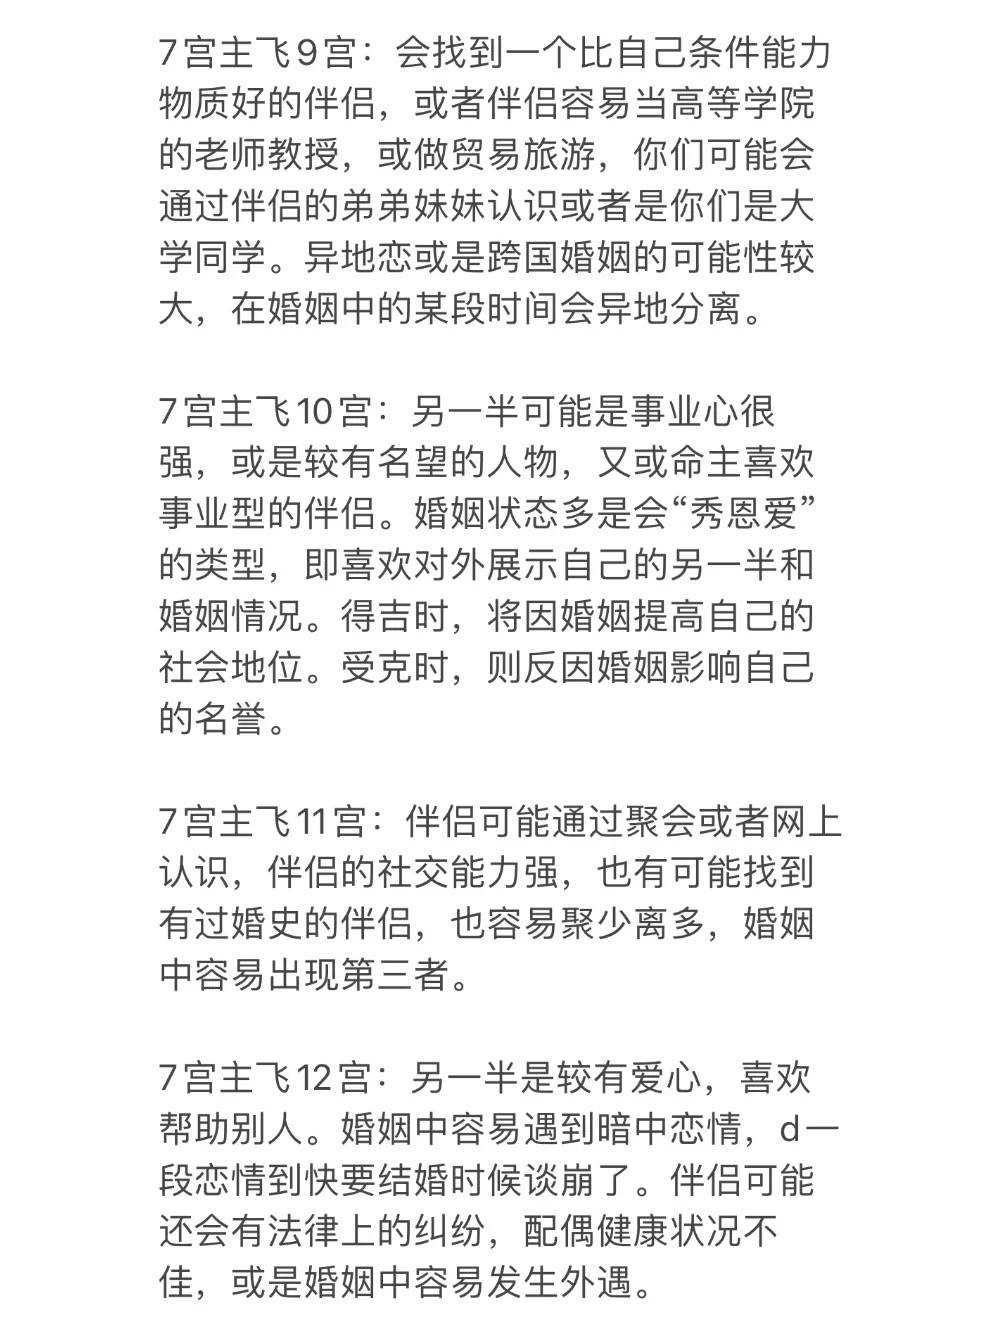 7宫主飞9宫：会找到一个比自己条件能力
物质好的伴侣，或者伴侣容易当高等学院
的老师教授，或做贸易旅游，你们可能会
通过伴侣的弟弟妹妹认识或者是你们是大
学同学。异地恋或是跨国婚姻的可能性较
大，在婚姻中的某段时间会异地分离。
7宫主飞10宫：另一半可能是事业心很
强，或是较有名望的人物，又或命主喜欢
事业型的伴侣。婚姻状态多是会“秀恩爱”
的类型，即喜欢对外展示自己的另一半和
婚姻情况。得吉时，将因婚姻提高自己的
社会地位。受克时，则反因婚姻影响自己
的名誉。
7宫主飞11宫：伴侣可能通过聚会或者网上
认识，伴侣的社交能力强，也有可能找到
有过婚史的伴侣，也容易聚少离多，婚姻
中容易出现第三者。
7宫主飞12宫：另一半是较有爱心，喜欢
帮助别人。婚姻中容易遇到暗中恋情，d一
段恋情到快要结婚时候谈崩了。伴侣可能
还会有法律上的纠纷，配偶健康状况不
佳，或是婚姻中容易发生外遇。